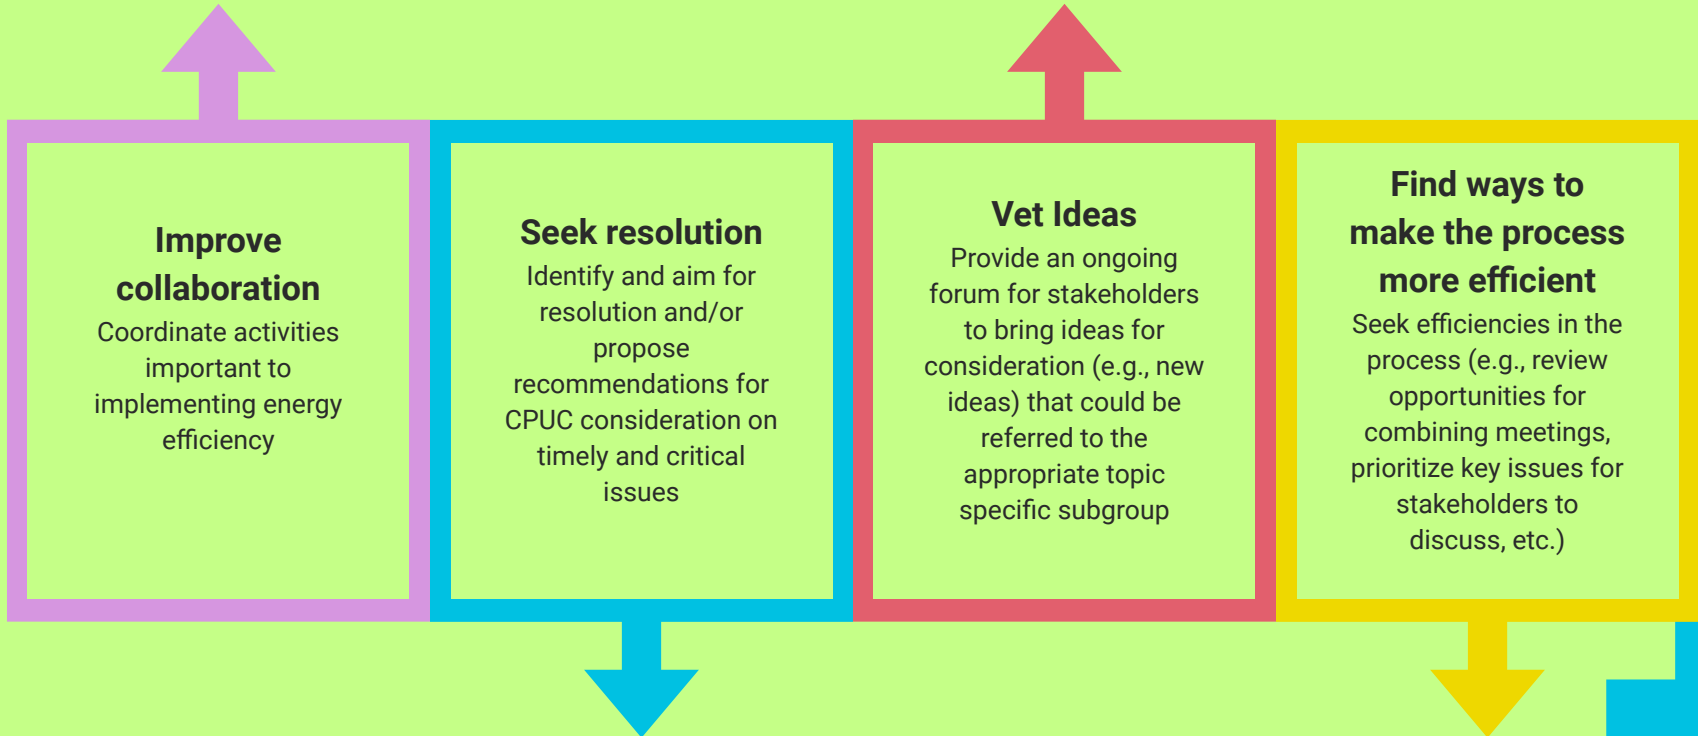 Improve
collaboration
Coordinate activities
important to
implementing energy
efficiency
Seek resolution
Identify and aim for
resolution and/or
propose
recommendations for
CPUC consideration on
timely and critical
issues
Vet Ideas
Provide an ongoing
forum for stakeholders
to bring ideas for
consideration (e.g., new
ideas) that could be
referred to the
appropriate topic
specific subgroup
Find ways to
make the process
more efficient
Seek efficiencies in the
process (e.g., review
opportunities for
combining meetings,
prioritize key issues for
stakeholders to
discuss, etc.)